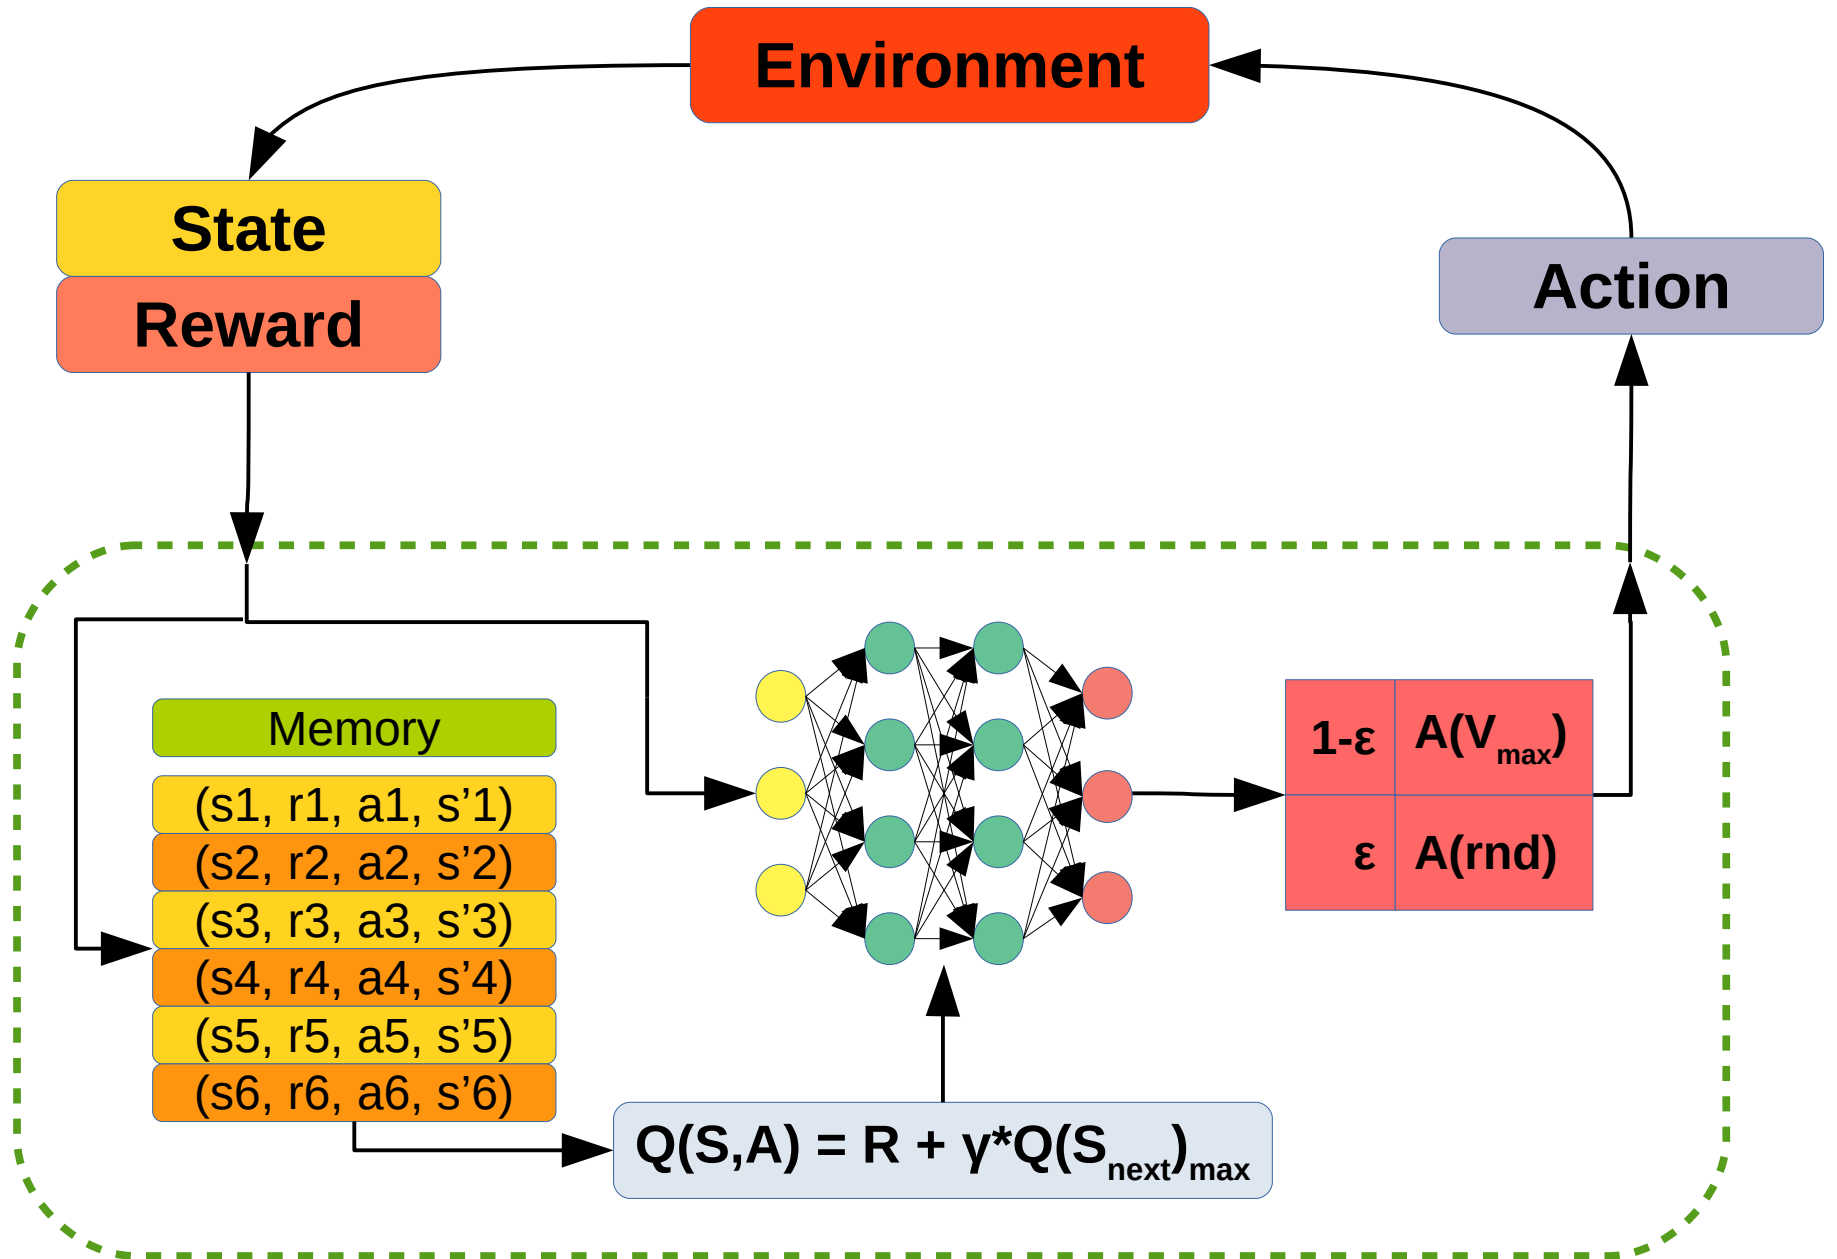 Environment
State
Reward
Action
Memory
(s1, r1, a1, s’1)
(s2, r2, a2, s’2)
(s3, r3, a3, s’3)
(s4, r4, a4, s’4)
(s5, r5, a5, s’5)
(s6, r6, a6, s’6)
1-ε A(Vmax)
ε A(rnd)
Q(S,A) = R + γ*Q(Snext)max